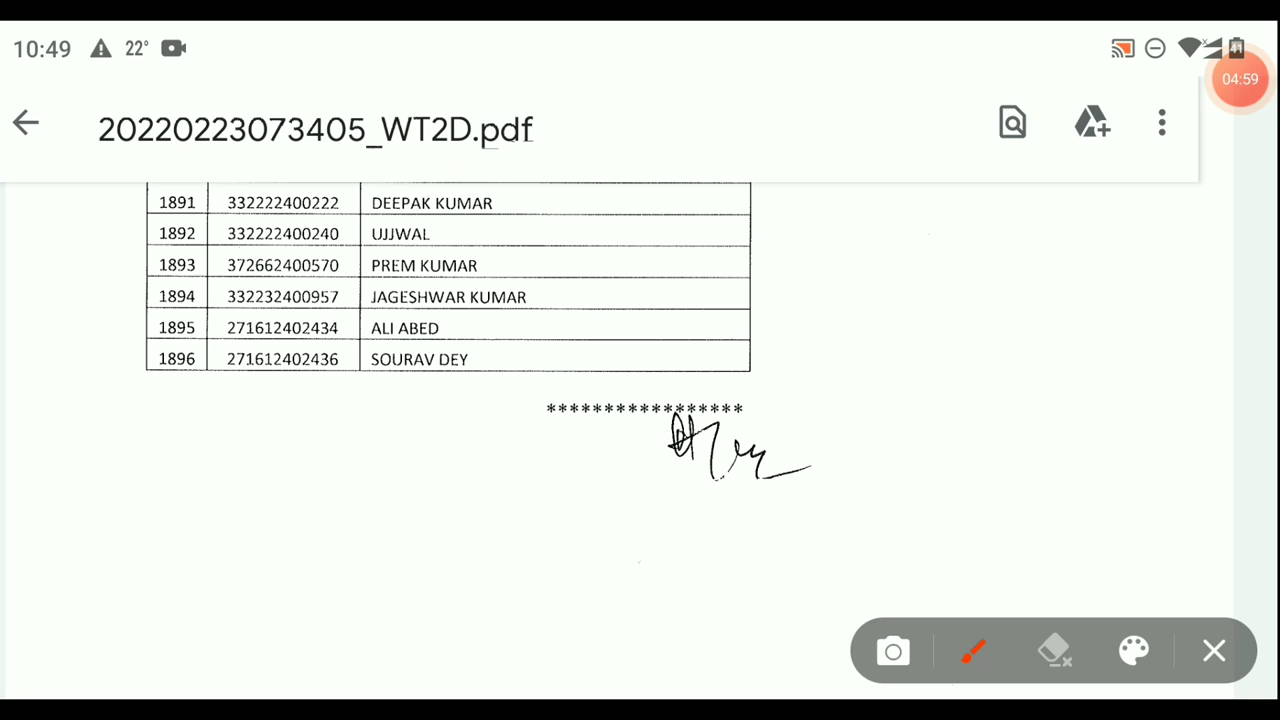 10:49 22°
41
04:59
20220223073405_WT2D.pdf
1891 332222400222 DEEPAK KUMAR
1892 332222400240 UJJWAL
1893 372662400570 PREM KUMAR
1894 332232400957 JAGESHWAR KUMAR
1895 271612402434 ALI ABED
1896 271612402436 SOURAV DEY
*****************